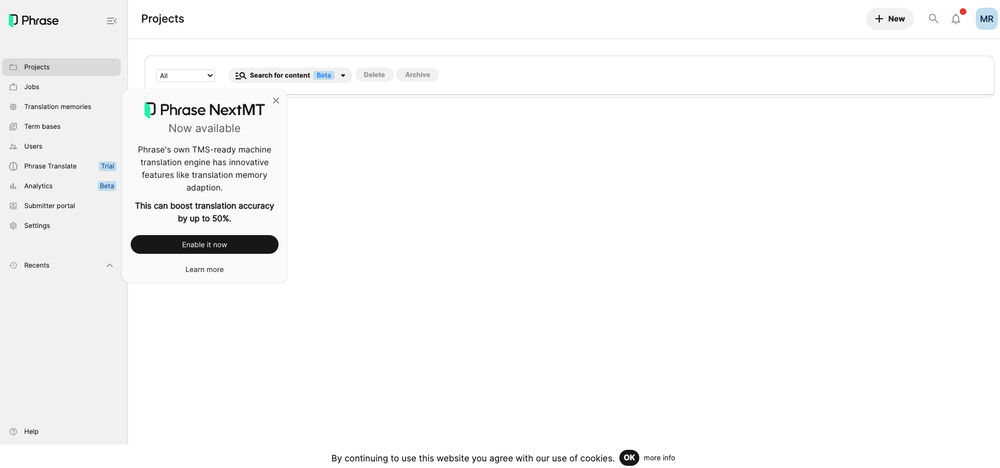 Phrase
Projects
New
MR
Projects
Jobs
Translation memories
Term bases
Users
Phrase Translate Trial
Analytics Beta
Submitter portal
Settings
Recents
Help
All
Search for content Beta
Delete
Archive
Phrase NextMT
Now available
Phrase's own TMS-ready machine
translation engine has innovative
features like translation memory
adaption.
This can boost translation accuracy
by up to 50%.
Enable it now
Learn more
By continuing to use this website you agree with our use of cookies. OK more info